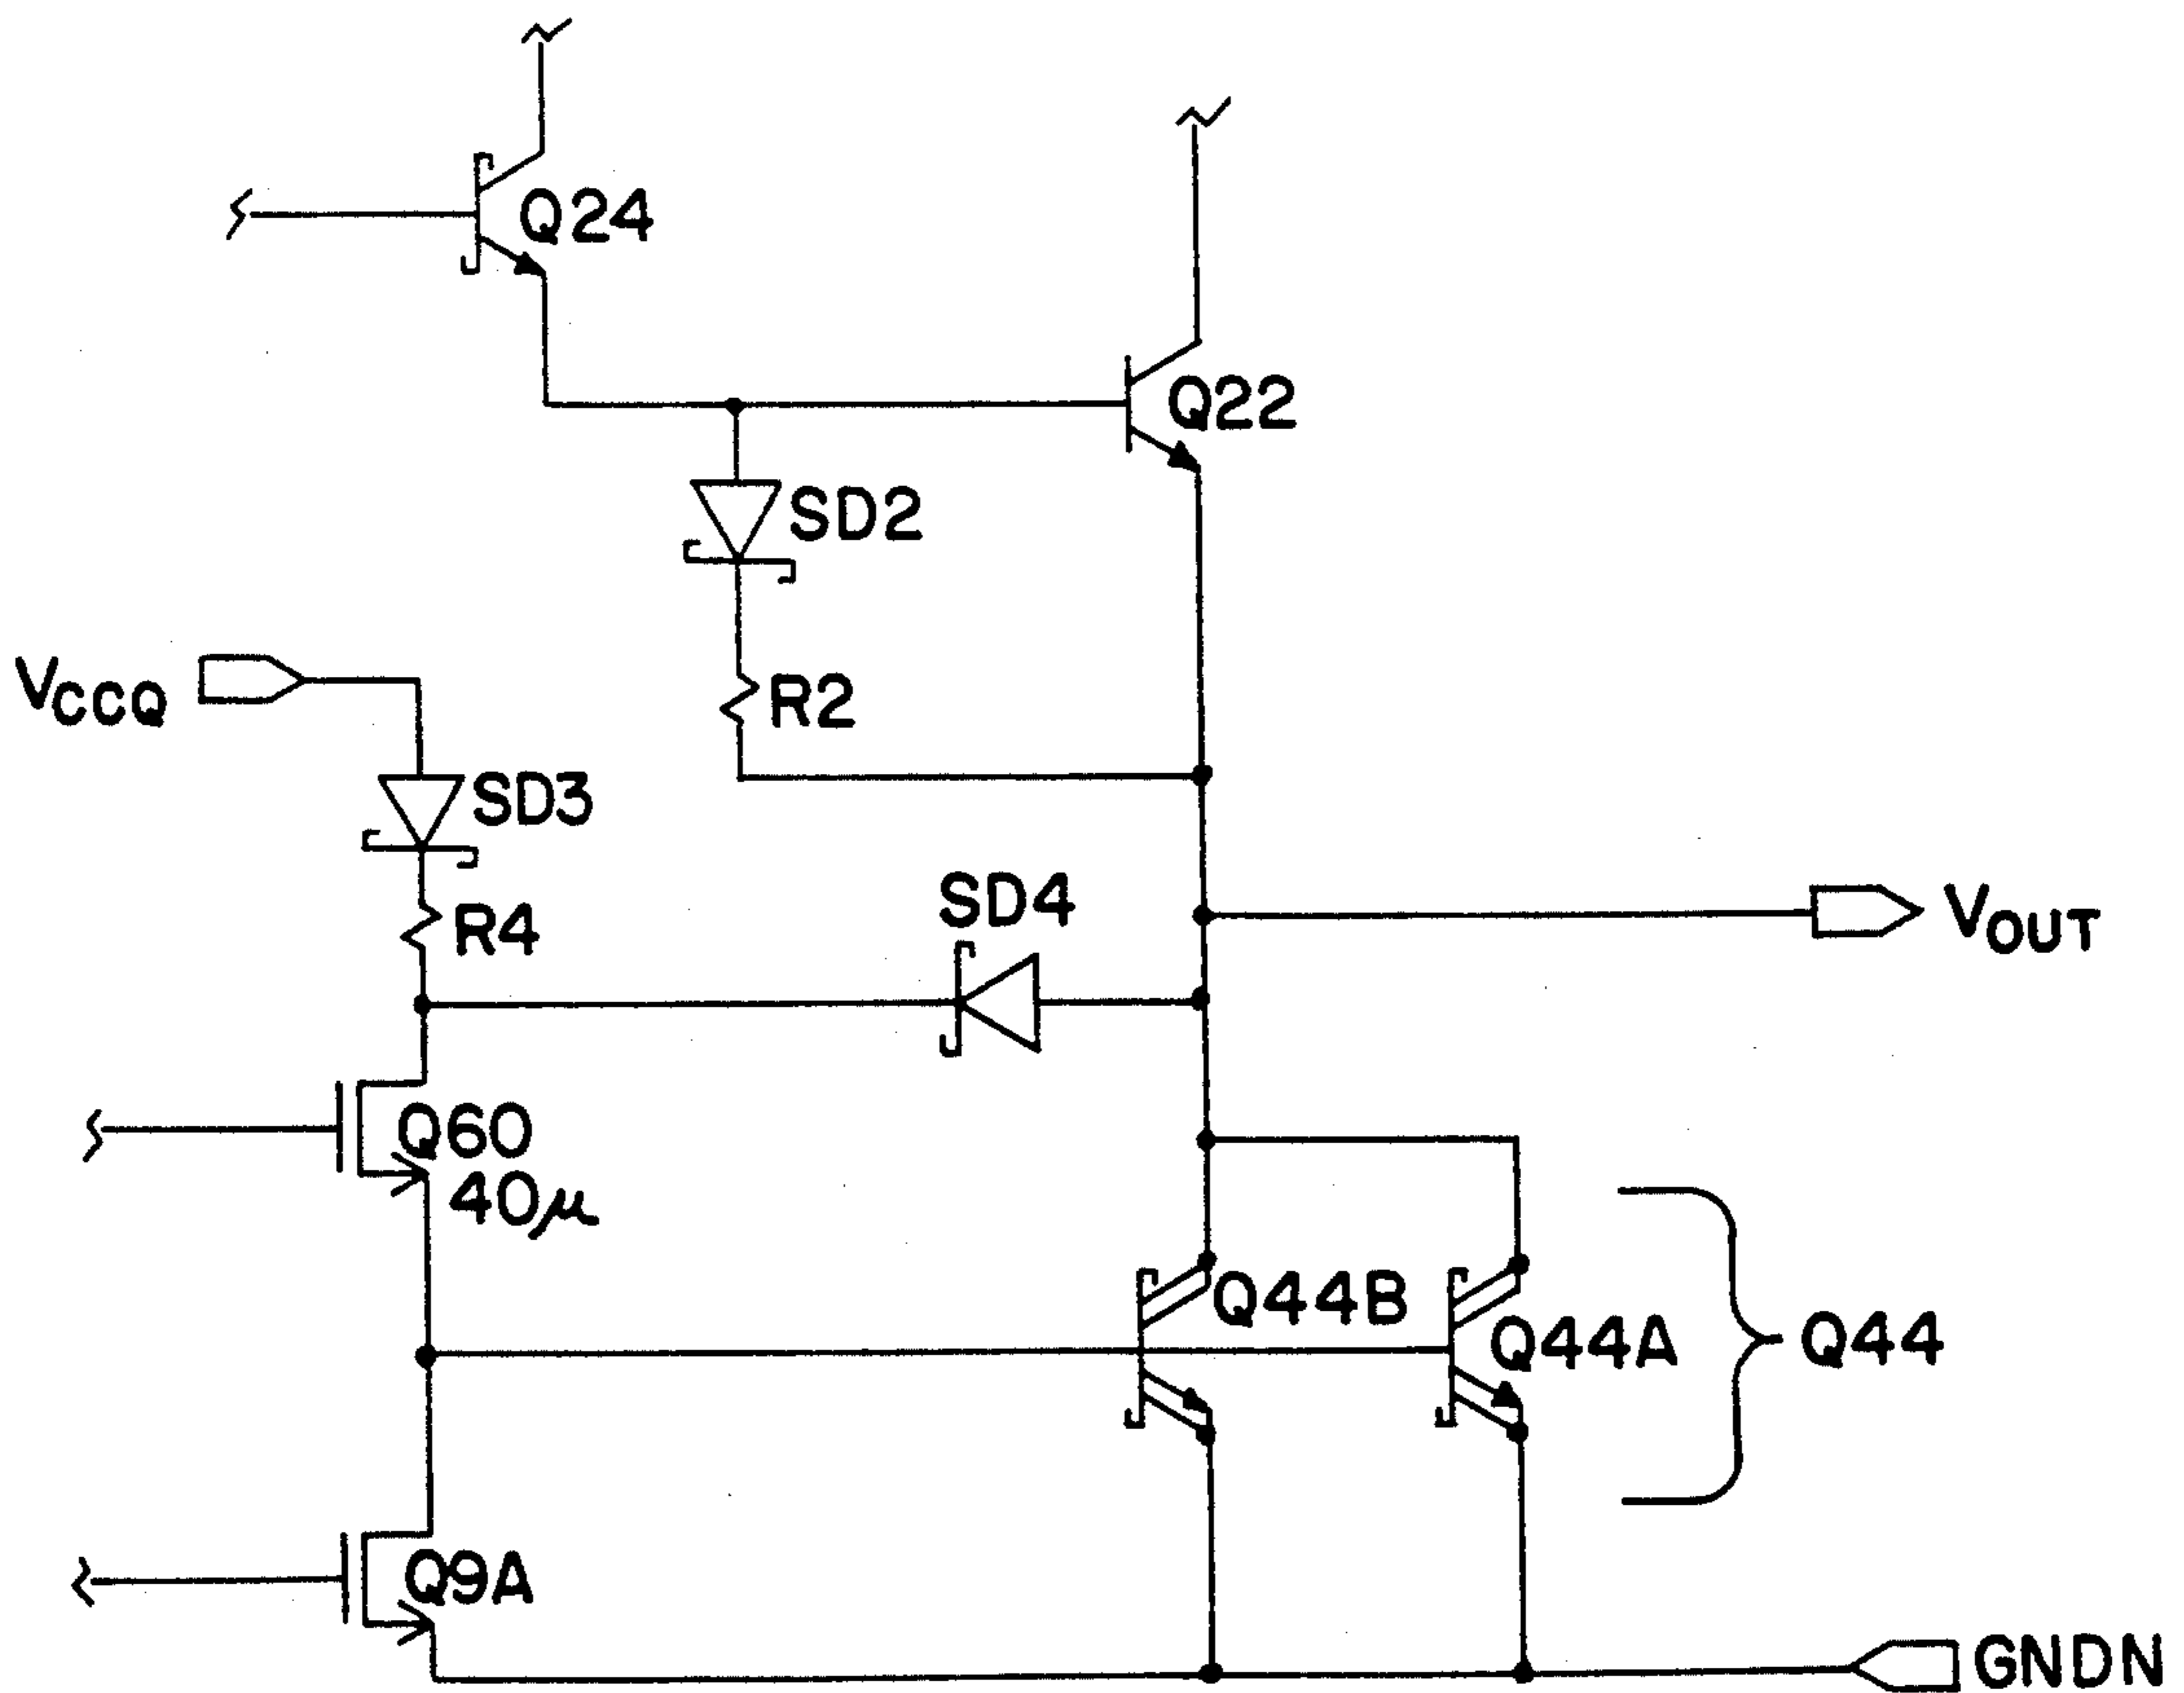 Q24
Q22
SD2
VCCQ
R2
SD3
SD4
R4
VOUT
Q60
40μ
Q44B
Q44A
Q44
Q9A
GNDN